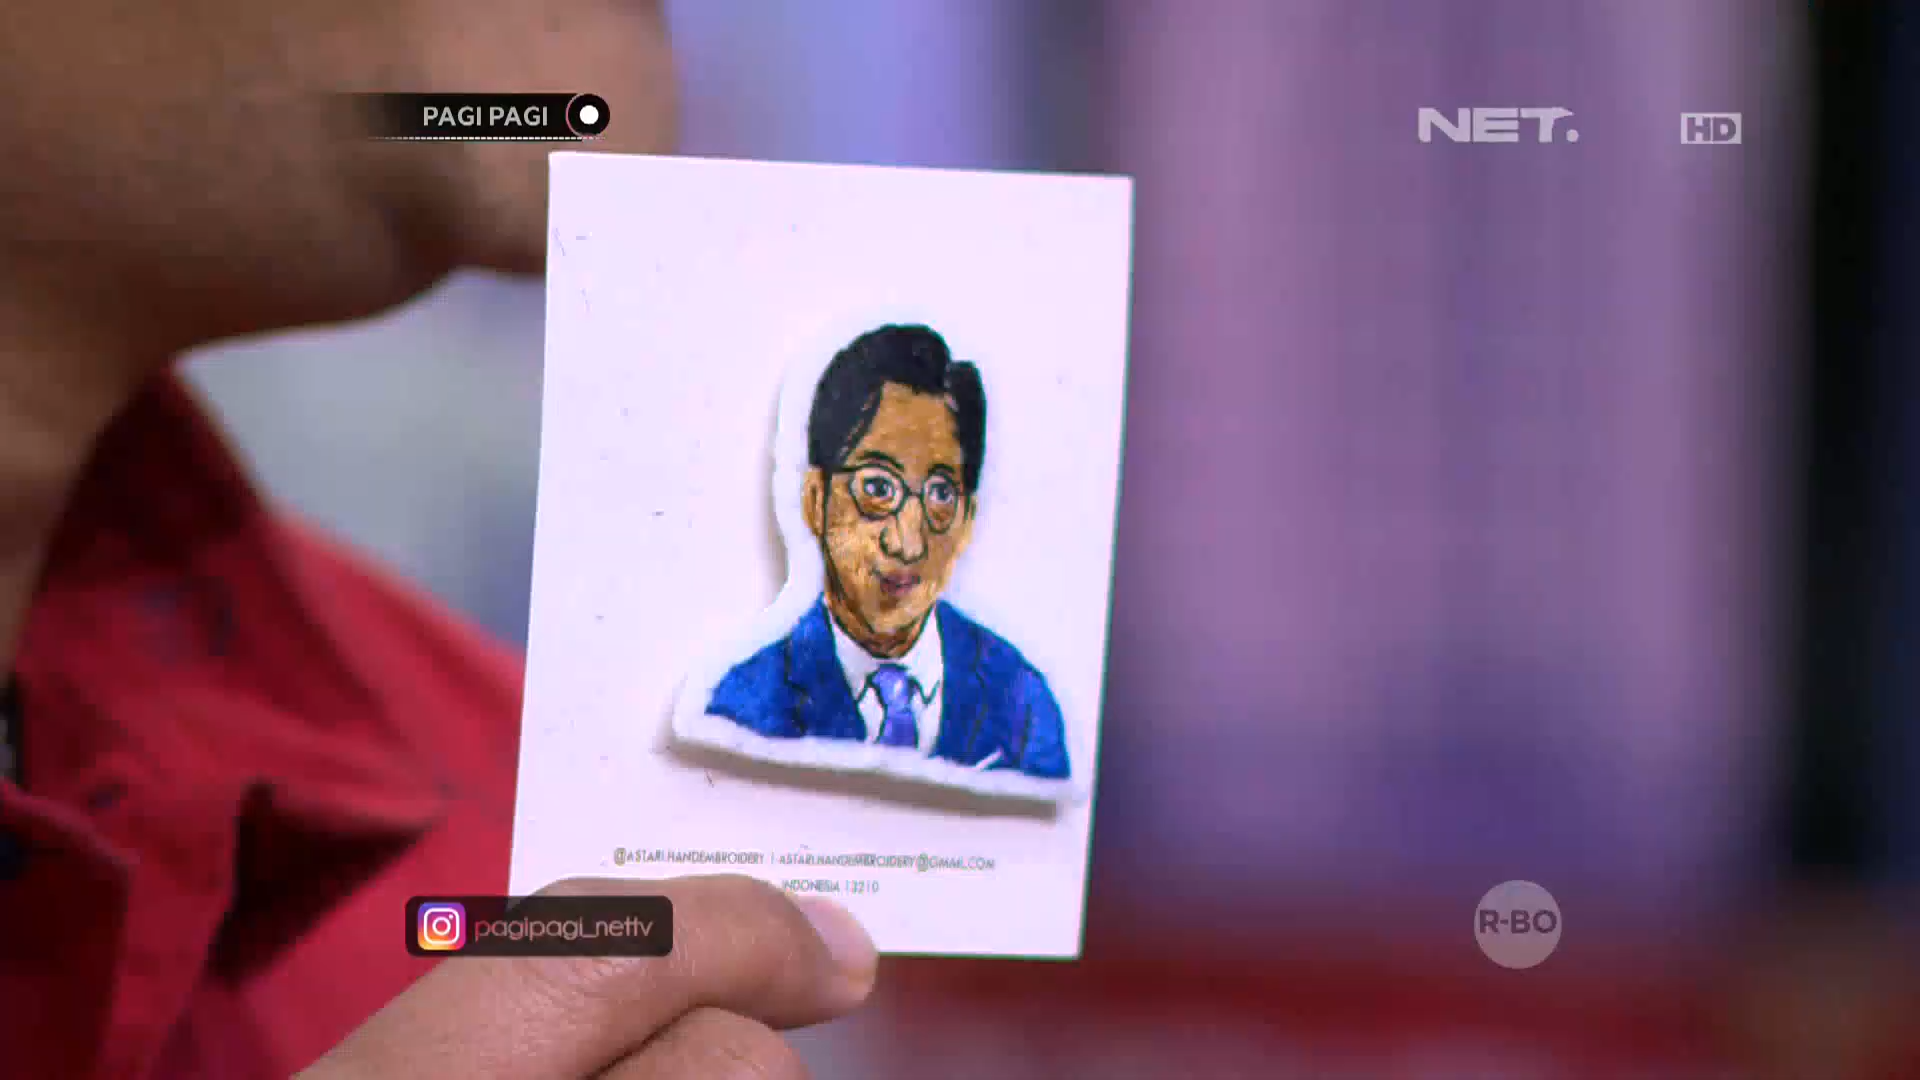 PAGI PAGI
NET.
HD
@ASTARI.HANDEMBROIDERY | ASTARI.HANDEMBROIDERY@GMAIL.COM
INDONESIA 13210
pagipagi_nettv
R-BO